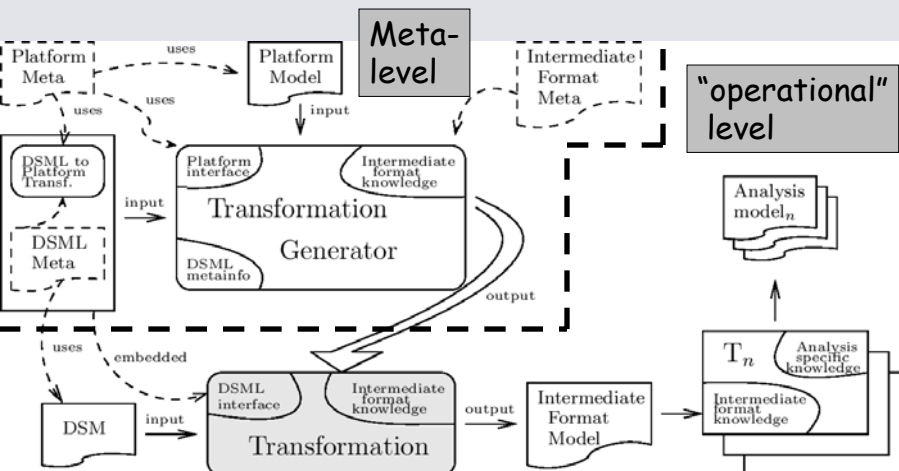 Meta-
level
"operational"
level
Platform
Meta
uses
Platform
Model
Intermediate
Format
Meta
uses
uses
input
DSML to
Platform
Transf.
DSML
Meta
input
Platform
interface
Intermediate
format
knowledge
Transformation
Generator
DSML
metainfo
output
Analysis
model_n
uses
embedded
DSM
input
DSML
interface
Intermediate
format
knowledge
Transformation
output
Intermediate
Format
Model
T_n
Analysis
specific
knowledge
Intermediate
format
knowledge